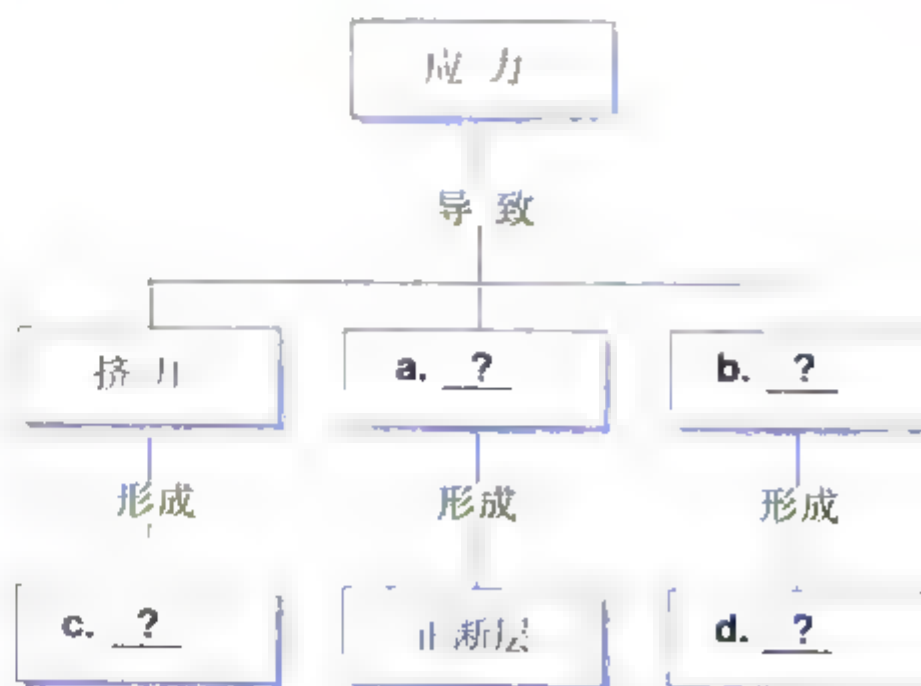 应力
导致
挤力 a. ? b. ?
形成 形成 形成
c. ? 正断层 d. ?